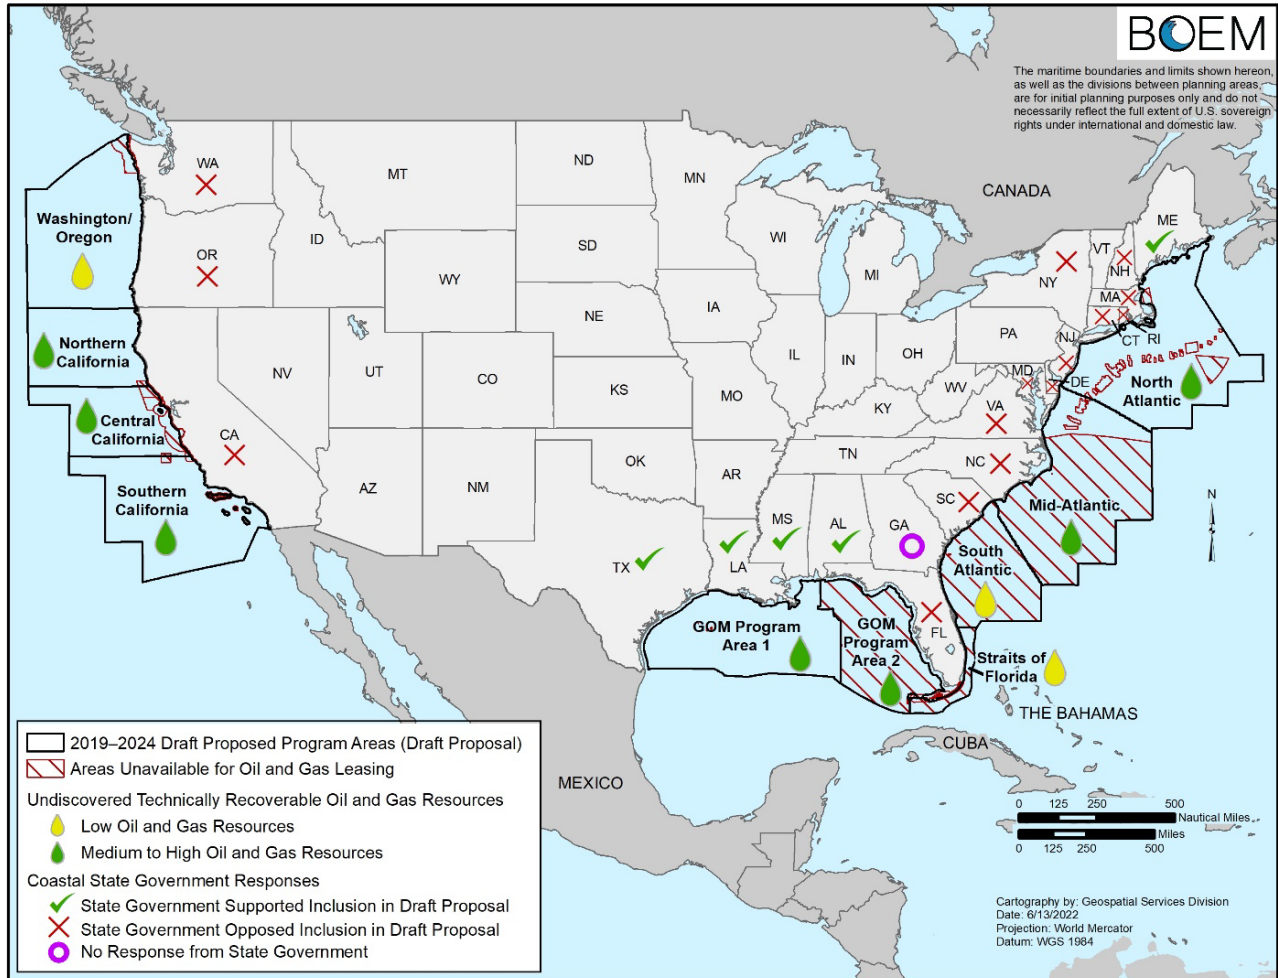 BOEM
The maritime boundaries and limits shown hereon,
as well as the divisions between planning areas,
are for initial planning purposes only and do not
necessarily reflect the full extent of U.S. sovereign
rights under international and domestic law.
CANADA
WA
MT
ND
MN
ME
Washington/
Oregon
OR
ID
SD
WI
MI
VT
NH
NY
WY
MA
IA
CT
RI
NE
PA
NJ
Northern
California
NV
UT
CO
IL
IN
OH
MD
DE
North
Atlantic
KS
MO
WV
VA
KY
Central
California
CA
OK
TN
NC
AR
Southern
California
AZ
NM
SC
Mid-Atlantic
N
MS
AL
GA
TX
LA
South
Atlantic
GOM Program
Area 1
GOM
Program
Area 2
FL
Straits of
Florida
THE BAHAMAS
CUBA
MEXICO
2019–2024 Draft Proposed Program Areas (Draft Proposal)
Areas Unavailable for Oil and Gas Leasing
Undiscovered Technically Recoverable Oil and Gas Resources
Low Oil and Gas Resources
Medium to High Oil and Gas Resources
Coastal State Government Responses
State Government Supported Inclusion in Draft Proposal
State Government Opposed Inclusion in Draft Proposal
No Response from State Government
0 125 250 500
Nautical Miles
Miles
0 125 250 500
Cartography by: Geospatial Services Division
Date: 6/13/2022
Projection: World Mercator
Datum: WGS 1984